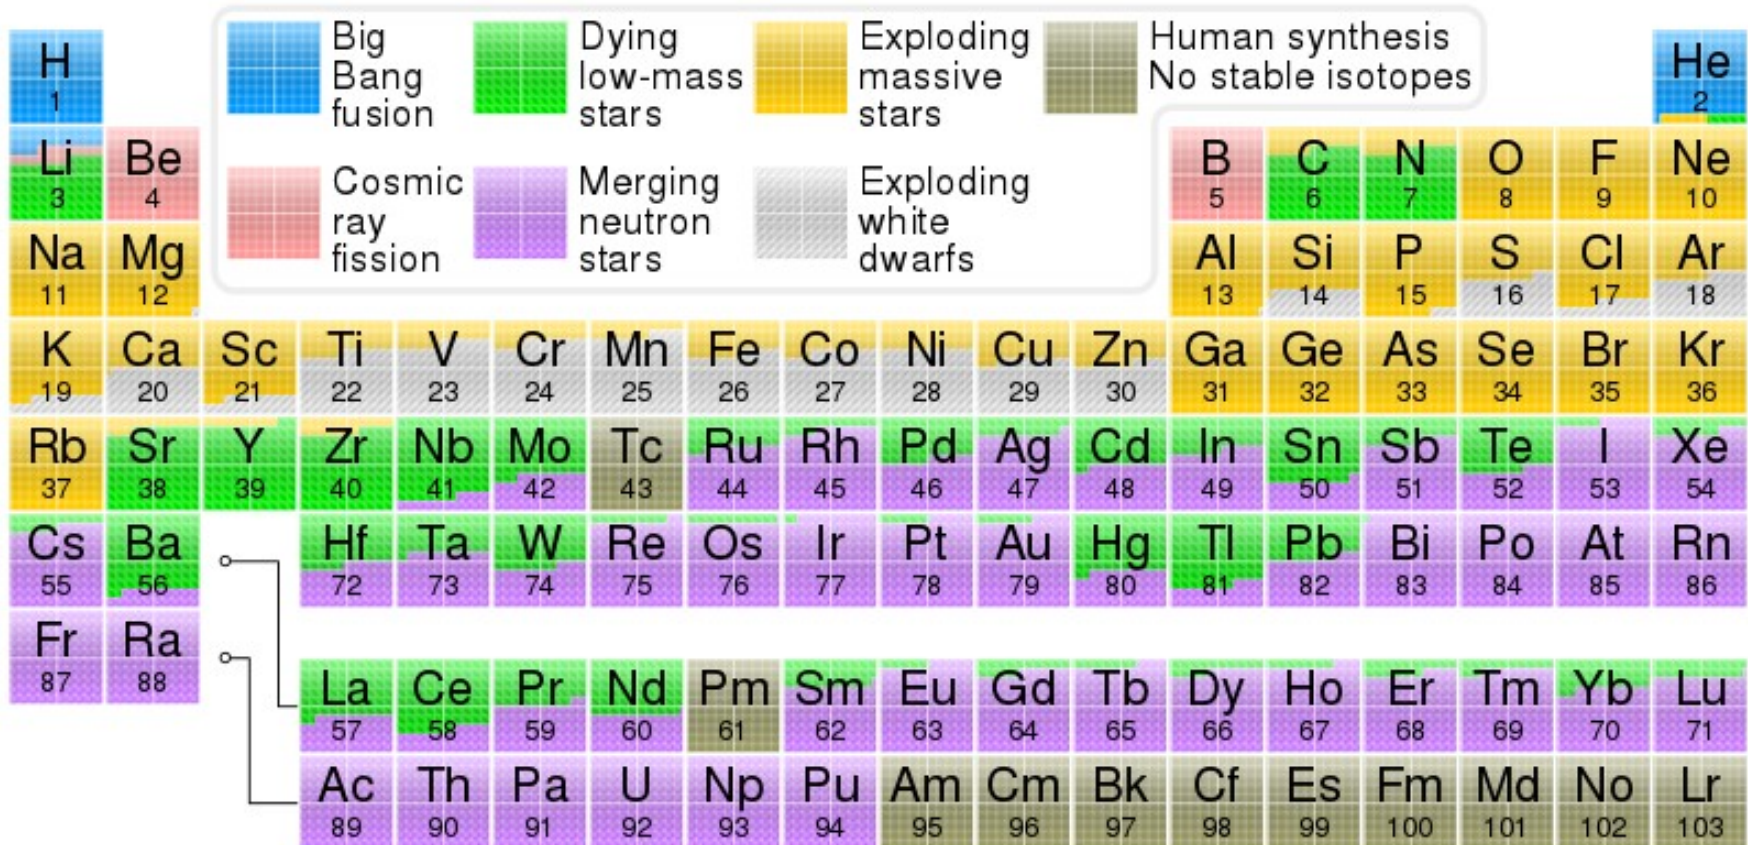 Big Bang fusion
Dying low-mass stars
Exploding massive stars
Human synthesis No stable isotopes
Cosmic ray fission
Merging neutron stars
Exploding white dwarfs
H He
1 2
Li Be B C N O F Ne
3 4 5 6 7 8 9 10
Na Mg Al Si P S Cl Ar
11 12 13 14 15 16 17 18
K Ca Sc Ti V Cr Mn Fe Co Ni Cu Zn Ga Ge As Se Br Kr
19 20 21 22 23 24 25 26 27 28 29 30 31 32 33 34 35 36
Rb Sr Y Zr Nb Mo Tc Ru Rh Pd Ag Cd In Sn Sb Te I Xe
37 38 39 40 41 42 43 44 45 46 47 48 49 50 51 52 53 54
Cs Ba Hf Ta W Re Os Ir Pt Au Hg Tl Pb Bi Po At Rn
55 56 72 73 74 75 76 77 78 79 80 81 82 83 84 85 86
Fr Ra
87 88
La Ce Pr Nd Pm Sm Eu Gd Tb Dy Ho Er Tm Yb Lu
57 58 59 60 61 62 63 64 65 66 67 68 69 70 71
Ac Th Pa U Np Pu Am Cm Bk Cf Es Fm Md No Lr
89 90 91 92 93 94 95 96 97 98 99 100 101 102 103